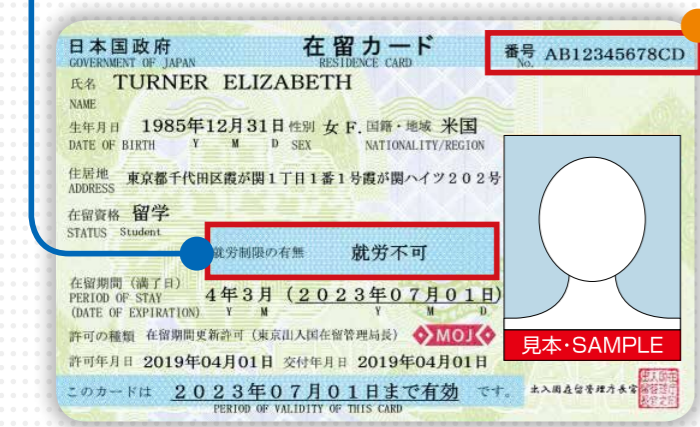 日本国政府 在留カード 番号 AB12345678CD
GOVERNMENT OF JAPAN RESIDENCE CARD No.
氏名 TURNER ELIZABETH
NAME
生年月日 1985年12月31日 性別 女 F. 国籍・地域 米国
DATE OF BIRTH Y M D SEX NATIONALITY/REGION
住居地 東京都千代田区霞が関1丁目1番1号霞が関ハイツ202号
ADDRESS
在留資格 留学
STATUS Student
就労制限の有無 就労不可
在留期間(満了日) 4年3月(2023年07月01日)
PERIOD OF STAY
(DATE OF EXPIRATION) Y M Y M D
許可の種類 在留期間更新許可(東京出入国在留管理局長) MOJ
見本・SAMPLE
許可年月日 2019年04月01日 交付年月日 2019年04月01日
このカードは 2023年07月01日まで有効 です。 出入国在留管理庁長官
PERIOD OF VALIDITY OF THIS CARD